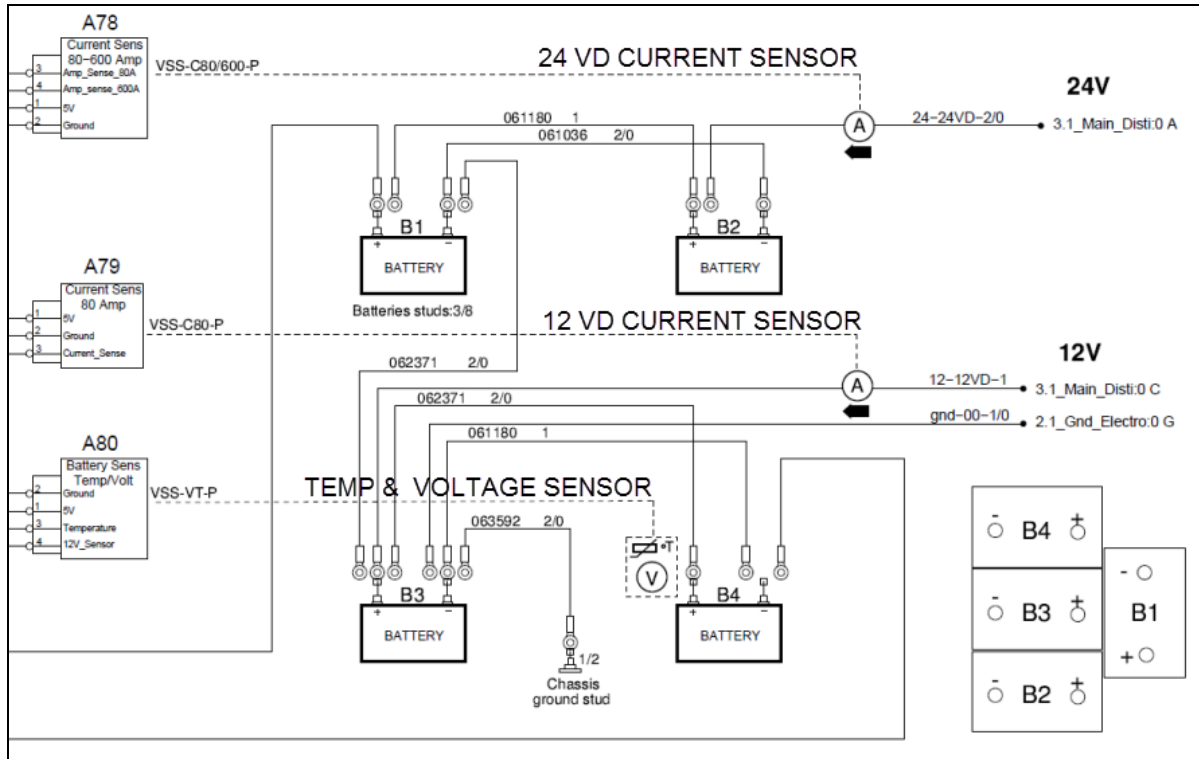 A78
Current Sens
80-600 Amp
3 Amp_Sense_80A
4 Amp_sense_600A
1 5V
2 Ground
VSS-C80/600-P
24 VD CURRENT SENSOR
24V
A
24-24VD-2/0
3.1_Main_Disti:0 A
061180 1
061036 2/0
B1
+ -
BATTERY
B2
+ -
BATTERY
Batteries studs:3/8
A79
Current Sens
80 Amp
1 5V
2 Ground
3 Current_Sense
VSS-C80-P
12 VD CURRENT SENSOR
12V
A
12-12VD-1
3.1_Main_Disti:0 C
gnd-00-1/0
2.1_Gnd_Electro:0 G
062371 2/0
062371 2/0
061180 1
A80
Battery Sens
Temp/Volt
2 Ground
1 5V
3 Temperature
4 12V_Sensor
VSS-VT-P
TEMP & VOLTAGE SENSOR
063592 2/0
•T
V
B3
+ -
BATTERY
B4
+ -
BATTERY
1/2
Chassis
ground stud
- B4 +
- B3 +
- B2 +
-
B1
+